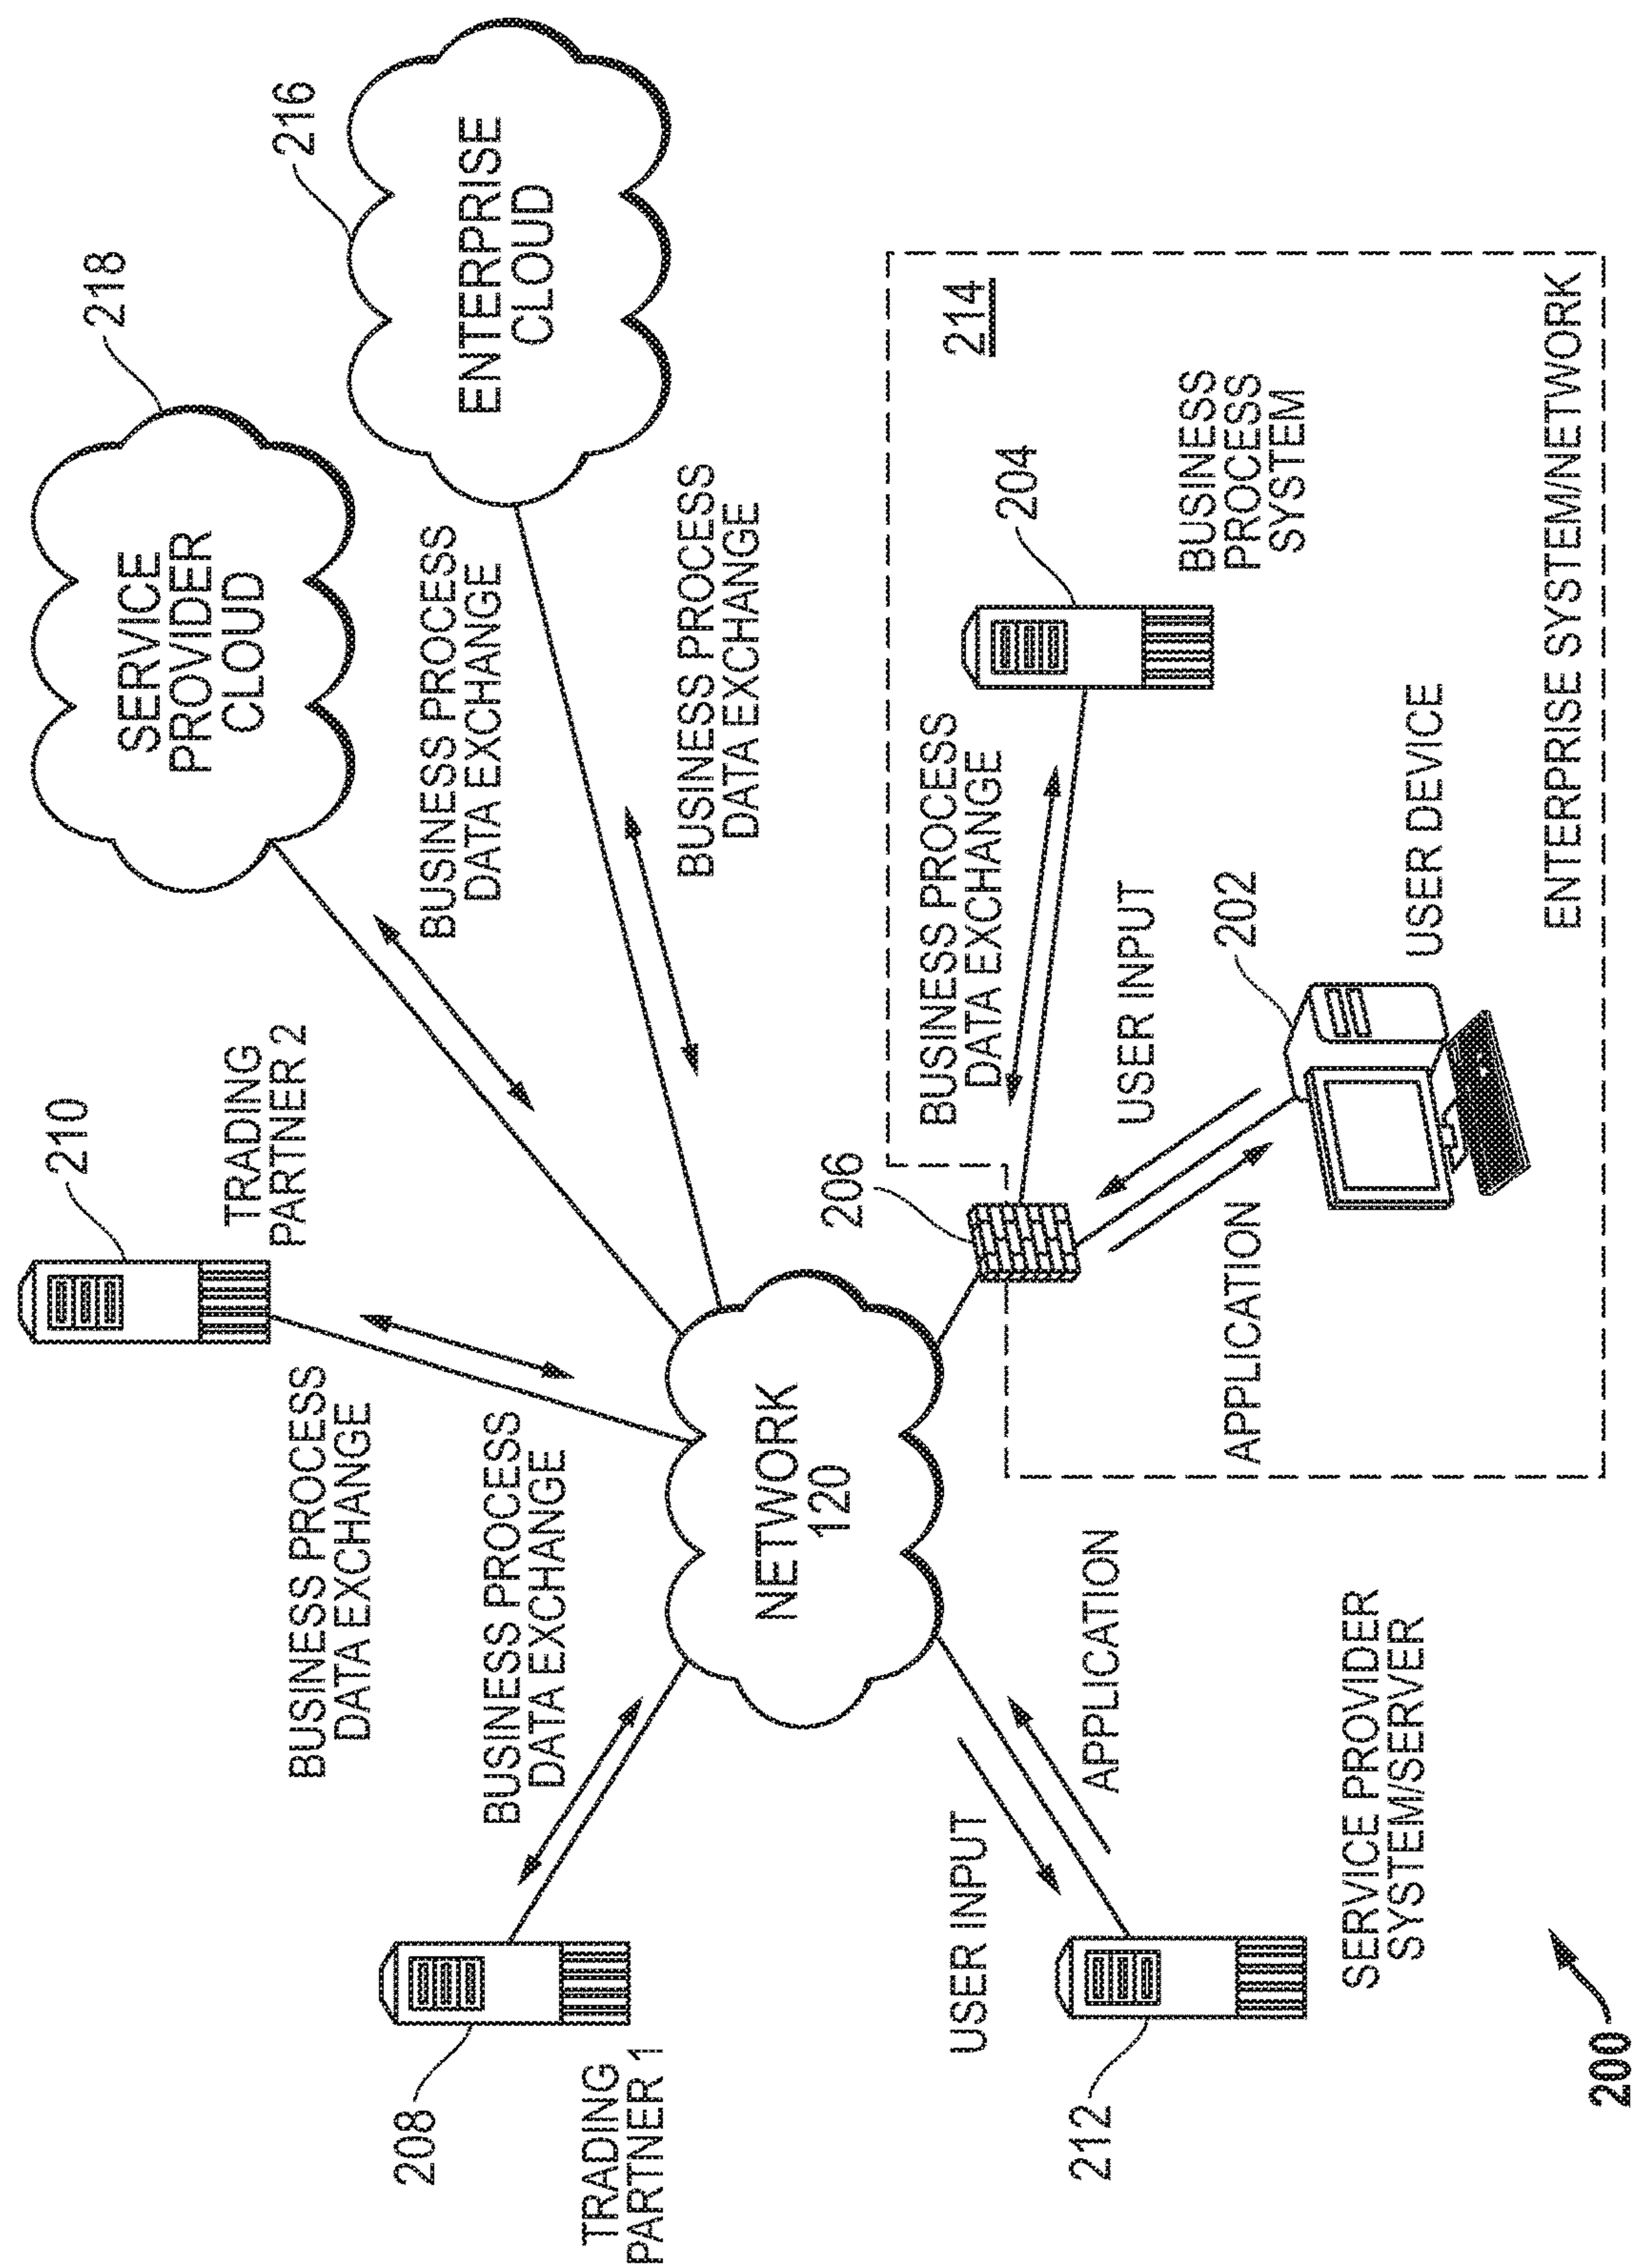 210
TRADING
PARTNER 2
218
SERVICE
PROVIDER
CLOUD
216
ENTERPRISE
CLOUD
BUSINESS PROCESS
DATA EXCHANGE
BUSINESS PROCESS
DATA EXCHANGE
BUSINESS PROCESS
DATA EXCHANGE
BUSINESS PROCESS
DATA EXCHANGE
208
TRADING
PARTNER 1
NETWORK
120
206
214
BUSINESS PROCESS
DATA EXCHANGE
204
BUSINESS
PROCESS
SYSTEM
USER INPUT
APPLICATION
202
USER DEVICE
ENTERPRISE SYSTEM/NETWORK
USER INPUT
APPLICATION
212
SERVICE PROVIDER
SYSTEM/SERVER
200